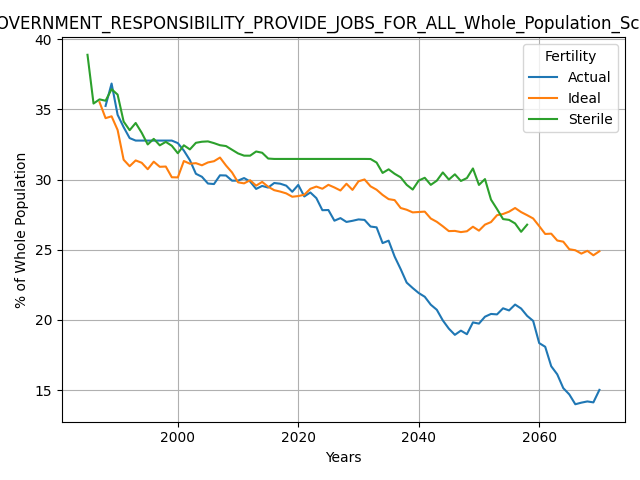 OVERNMENT_RESPONSIBILITY_PROVIDE_JOBS_FOR_ALL_Whole_Population_Sc
40
35
30
25
20
15
% of Whole Population
Fertility
Actual
Ideal
Sterile
2000 2020 2040 2060
Years